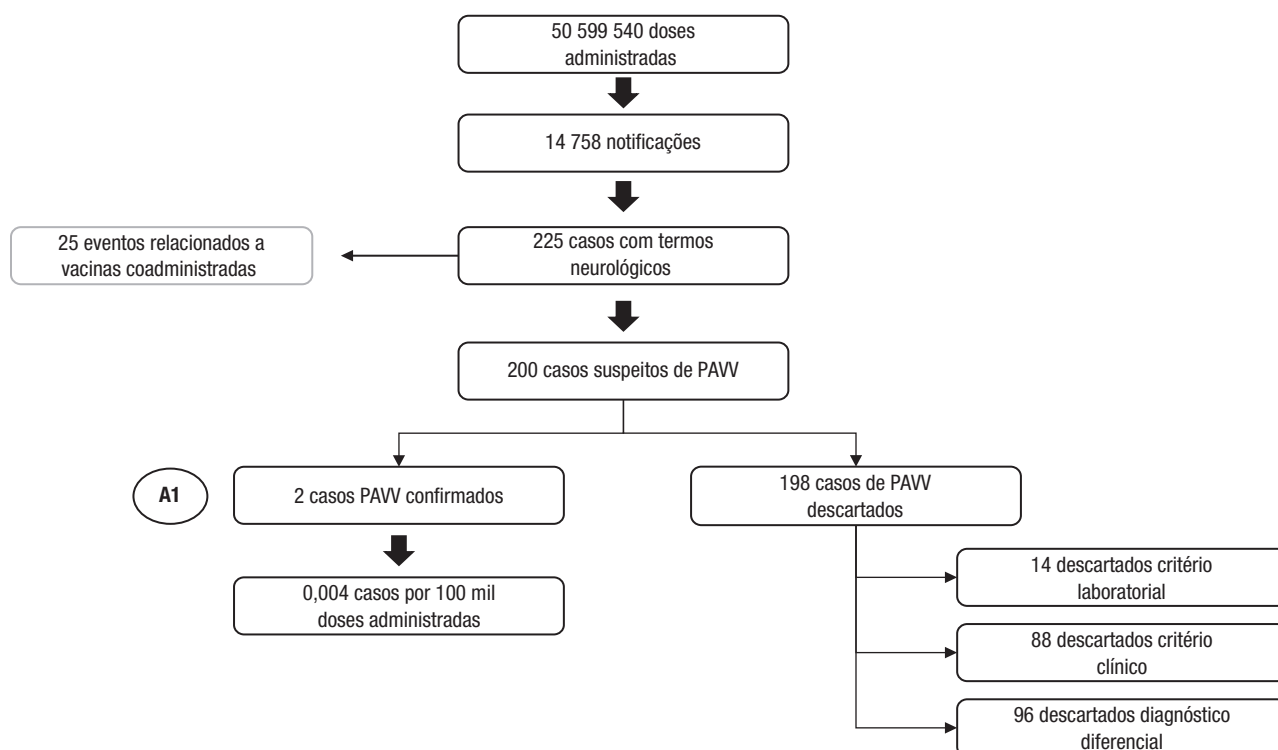 50 599 540 doses
administradas
14 758 notificações
25 eventos relacionados a
vacinas coadministradas
225 casos com termos
neurológicos
200 casos suspeitos de PAVV
A1
2 casos PAVV confirmados
198 casos de PAVV
descartados
0,004 casos por 100 mil
doses administradas
14 descartados critério
laboratorial
88 descartados critério
clínico
96 descartados diagnóstico
diferencial